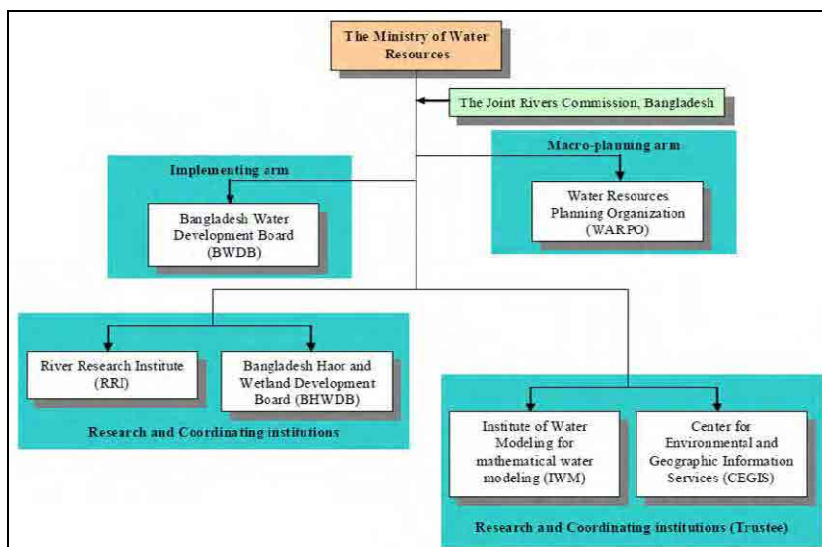 The Ministry of Water
Resources
The Joint Rivers Commission, Bangladesh
Macro-planning arm
Implementing arm
Water Resources
Planning Organization
(WARPO)
Bangladesh Water
Development Board
(BWDB)
River Research Institute
(RRI)
Bangladesh Haor and
Wetland Development
Board (BHWDB)
Research and Coordinating institutions
Institute of Water
Modeling for
mathematical water
modeling (IWM)
Center for
Environmental and
Geographic Information
Services (CEGIS)
Research and Coordinating institutions (Trustee)